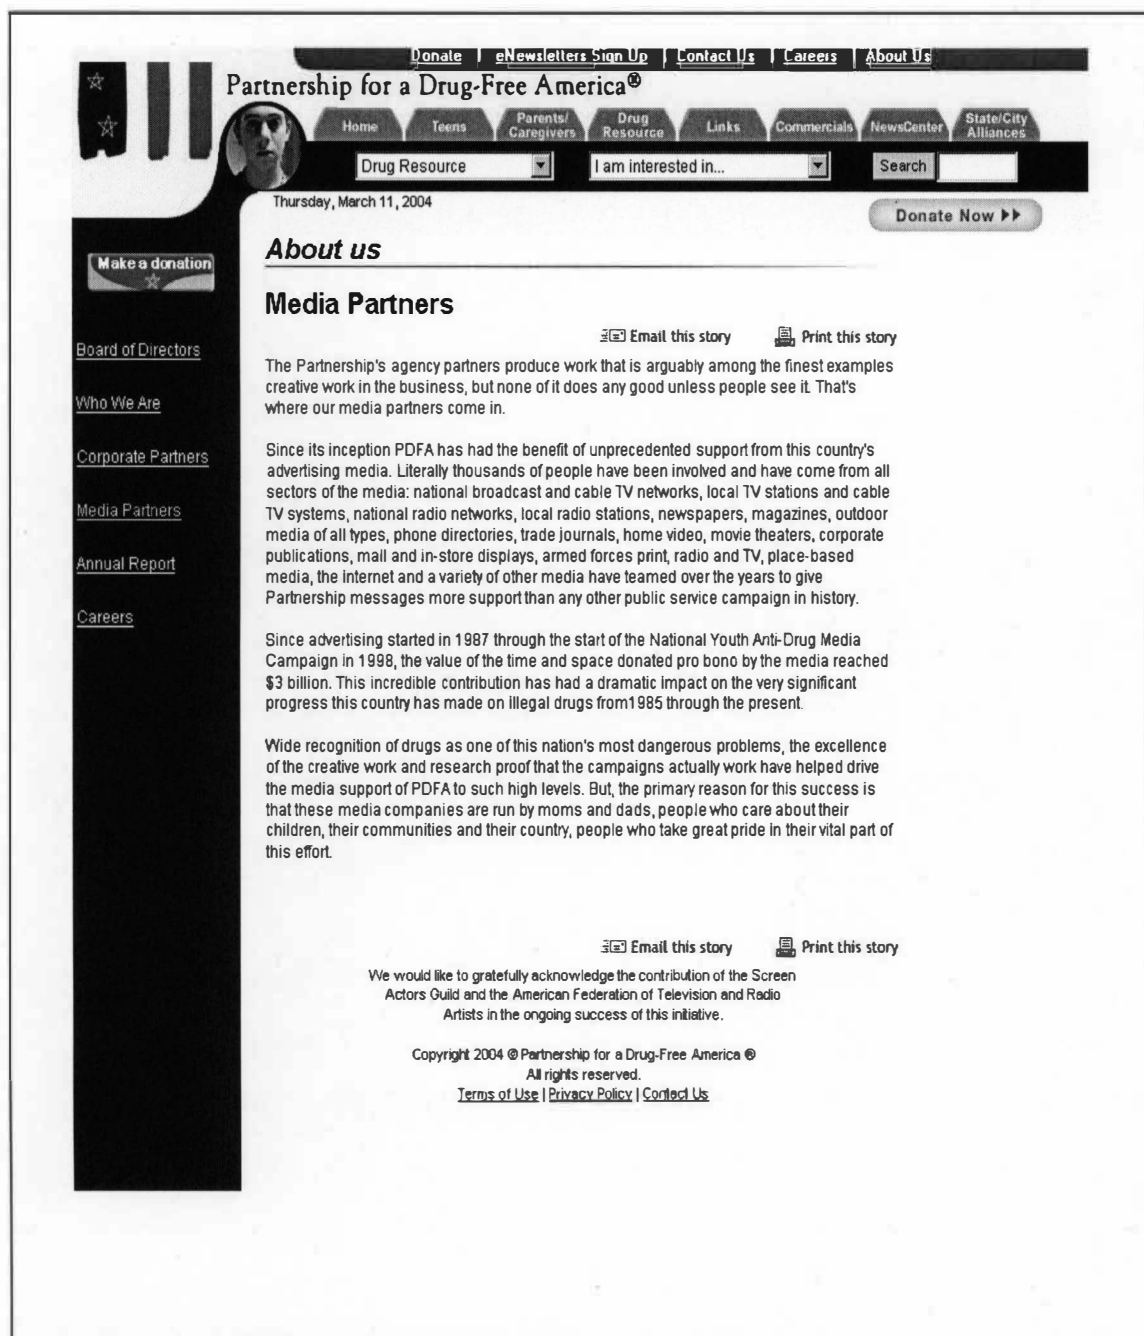 Donate | eNewsletters Sign Up | Contact Us | Careers | About Us
Partnership for a Drug-Free America®
Home Teens Parents/ Caregivers Drug Resource Links Commercials NewsCenter State/City Alliances
Drug Resource I am interested in... Search
Thursday, March 11, 2004
Donate Now
About us
Make a donation
Media Partners
Email this story Print this story
Board of Directors
Who We Are
Corporate Partners
Media Partners
Annual Report
Careers
The Partnership's agency partners produce work that is arguably among the finest examples
creative work in the business, but none of it does any good unless people see it. That's
where our media partners come in.
Since its inception PDFA has had the benefit of unprecedented support from this country's
advertising media. Literally thousands of people have been involved and have come from all
sectors of the media: national broadcast and cable TV networks, local TV stations and cable
TV systems, national radio networks, local radio stations, newspapers, magazines, outdoor
media of all types, phone directories, trade journals, home video, movie theaters, corporate
publications, mall and in-store displays, armed forces print, radio and TV, place-based
media, the internet and a variety of other media have teamed over the years to give
Partnership messages more support than any other public service campaign in history.
Since advertising started in 1987 through the start of the National Youth Anti-Drug Media
Campaign in 1998, the value of the time and space donated pro bono by the media reached
$3 billion. This incredible contribution has had a dramatic impact on the very significant
progress this country has made on illegal drugs from1985 through the present.
Wide recognition of drugs as one of this nation's most dangerous problems, the excellence
of the creative work and research proof that the campaigns actually work have helped drive
the media support of PDFA to such high levels. But, the primary reason for this success is
that these media companies are run by moms and dads, people who care about their
children, their communities and their country, people who take great pride in their vital part of
this effort.
Email this story Print this story
We would like to gratefully acknowledge the contribution of the Screen
Actors Guild and the American Federation of Television and Radio
Artists in the ongoing success of this initiative.
Copyright 2004 © Partnership for a Drug-Free America ®
All rights reserved.
Terms of Use | Privacy Policy | Contact Us